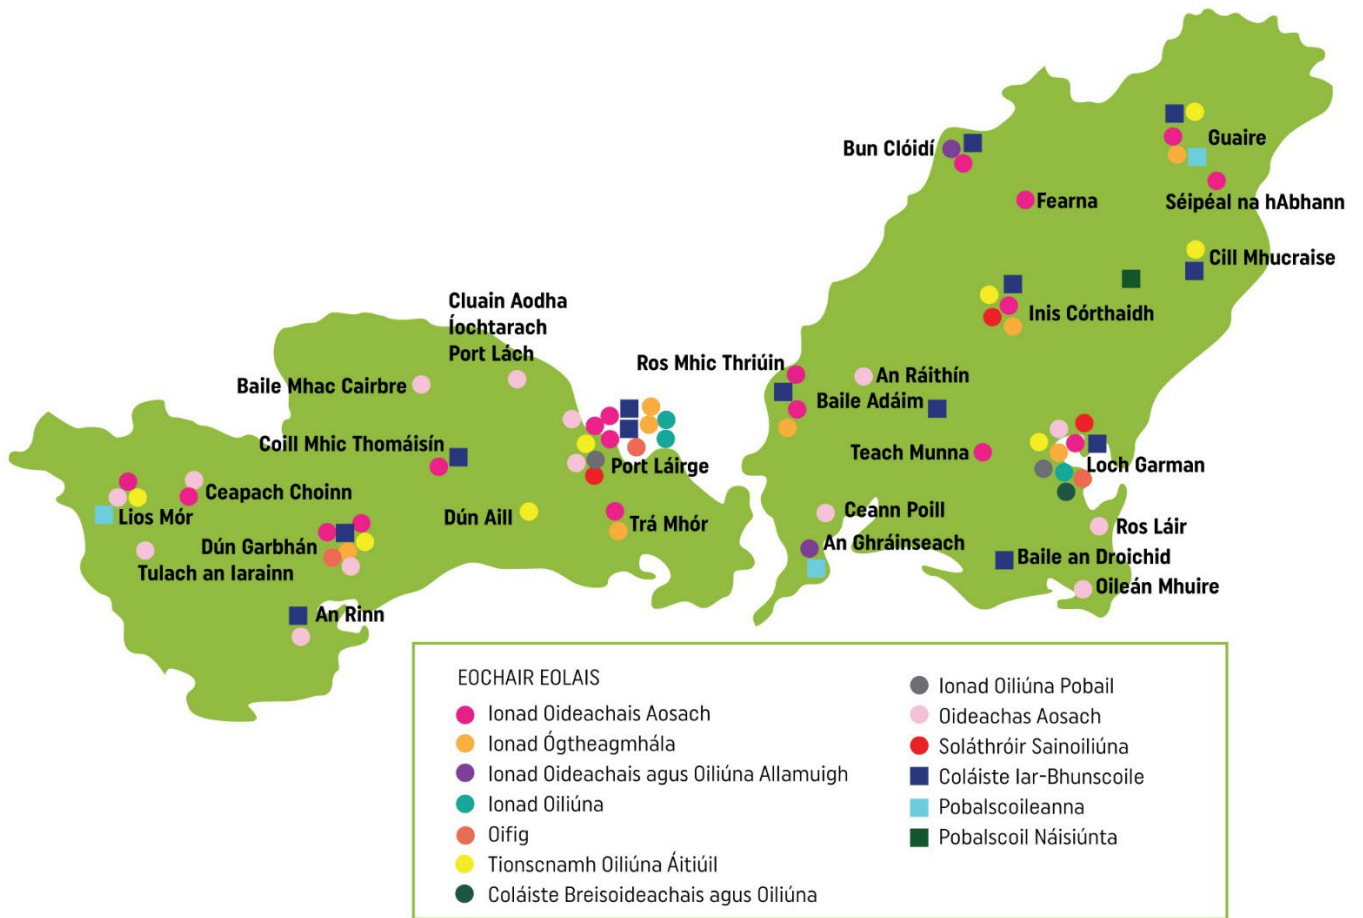 Bun Clóidí
Guaire
Fearna
Séipéal na hAbhann
Cill Mhucraise
Inis Córthaidh
Cluain Aodha
Íochtarach
Port Lách
Ros Mhic Thriúin
An Ráithín
Baile Mhac Cairbre
Baile Adáim
Coill Mhic Thomáisín
Port Láirge
Teach Munna
Loch Garman
Ceapach Choinn
Lios Mór
Dún Aill
Trá Mhór
Ceann Poill
Ros Láir
Dún Garbhán
An Ghráinseach
Tulach an Iarainn
Baile an Droichid
Oileán Mhuire
An Rinn
EOCHAIR EOLAIS
Ionad Oideachais Aosach
Ionad Ógtheagmhála
Ionad Oideachais agus Oiliúna Allamuigh
Ionad Oiliúna
Oifig
Tionscnamh Oiliúna Áitiúil
Coláiste Breisoideachais agus Oiliúna
Ionad Oiliúna Pobail
Oideachas Aosach
Soláthróir Sainoiliúna
Coláiste Iar-Bhunscoile
Pobalscoileanna
Pobalscoil Náisiúnta